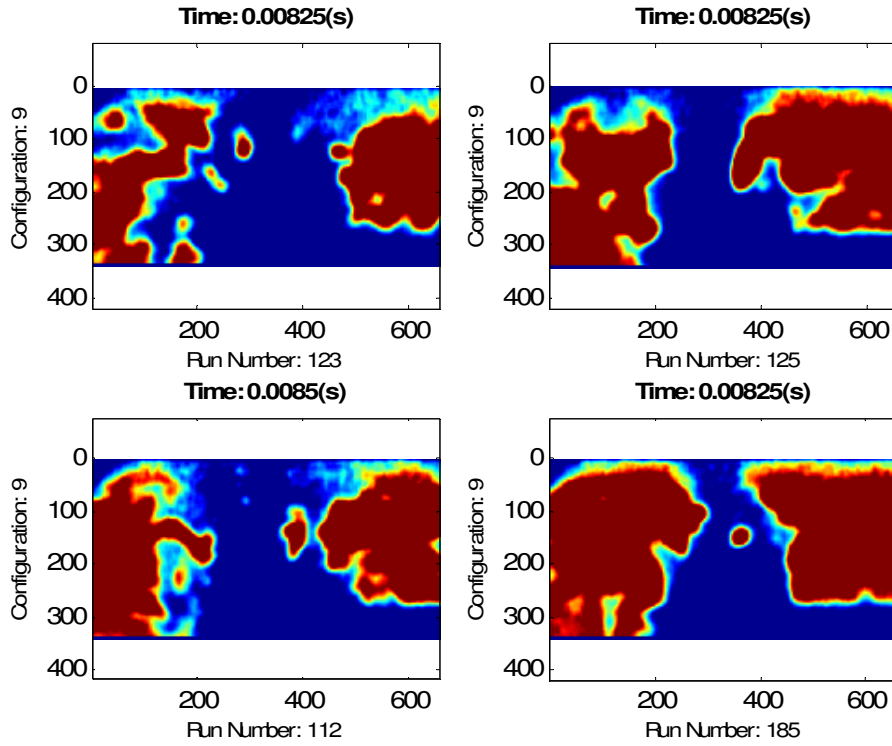 Time: 0.00825(s)
Configuration: 9
0
100
200
300
400
200 400 600
Run Number: 123
Time: 0.00825(s)
Configuration: 9
0
100
200
300
400
200 400 600
Run Number: 125
Time: 0.0085(s)
Configuration: 9
0
100
200
300
400
200 400 600
Run Number: 112
Time: 0.00825(s)
Configuration: 9
0
100
200
300
400
200 400 600
Run Number: 185